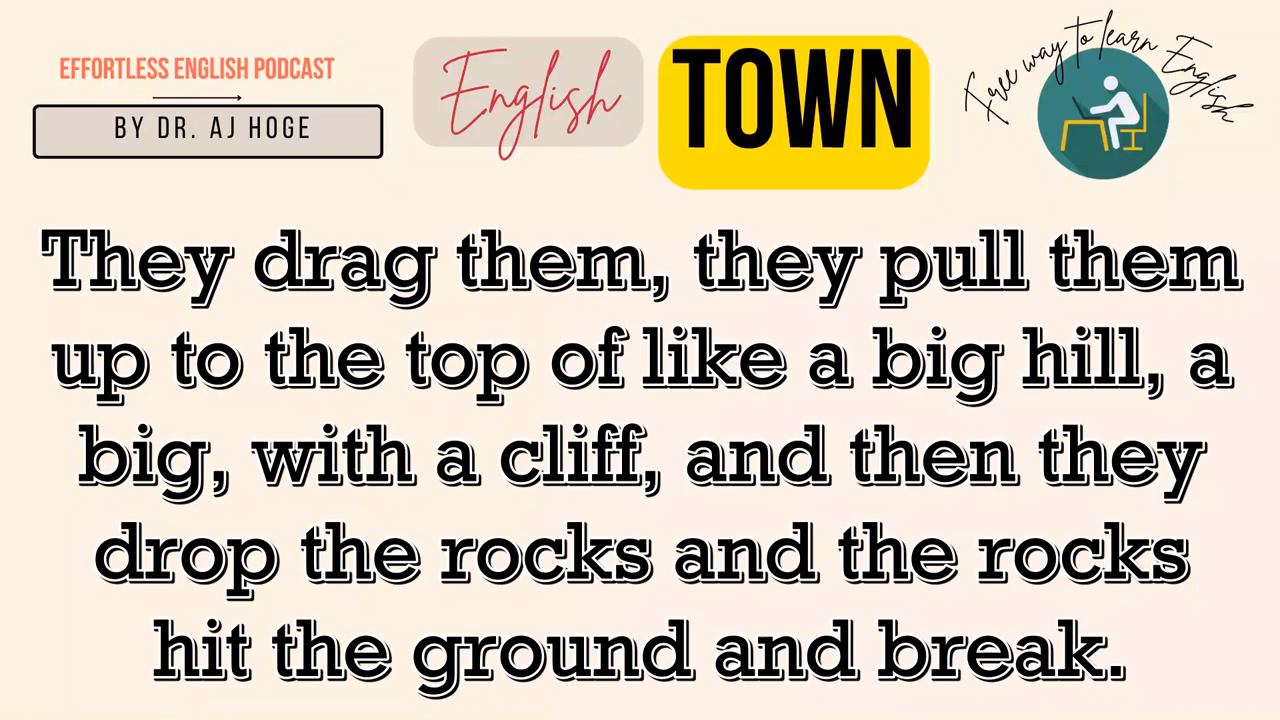 EFFORTLESS ENGLISH PODCAST
BY DR. AJ HOGE
English
TOWN
Free way to learn English
They drag them, they pull them
up to the top of like a big hill, a
big, with a cliff, and then they
drop the rocks and the rocks
hit the ground and break.